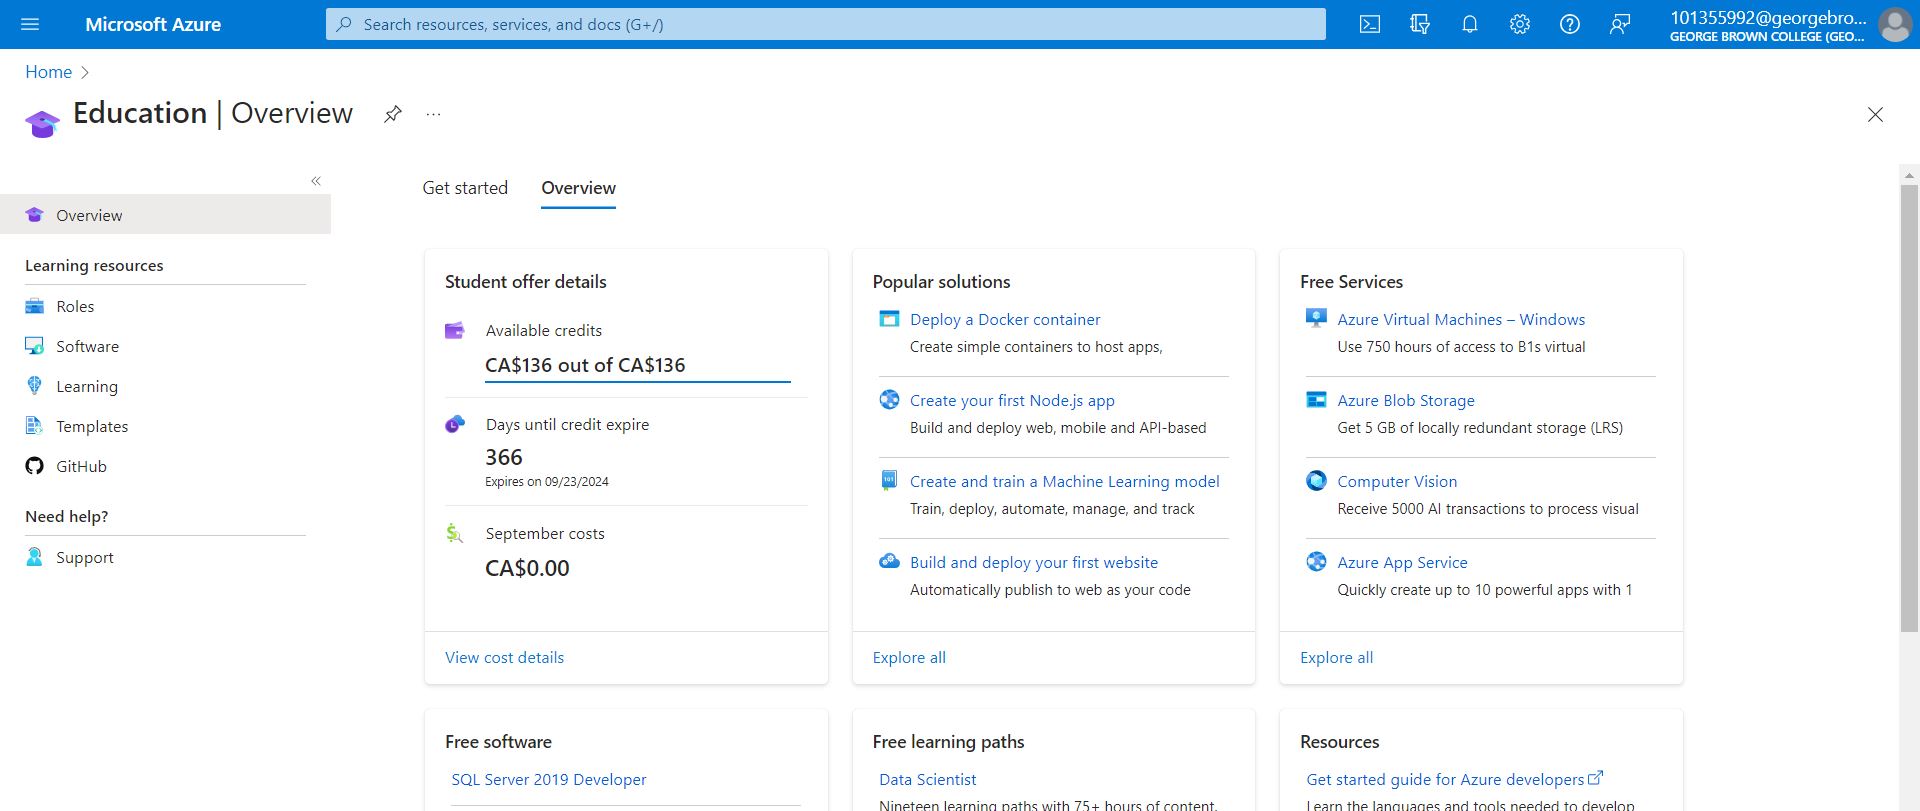 Microsoft Azure
Search resources, services, and docs (G+/)
101355992@georgebro...
GEORGE BROWN COLLEGE (GEO...
Home
Education | Overview
...
«
Overview
Learning resources
Roles
Software
Learning
Templates
GitHub
Need help?
Support
Get started
Overview
Student offer details
Available credits
CA$136 out of CA$136
Days until credit expire
366
Expires on 09/23/2024
September costs
CA$0.00
View cost details
Popular solutions
Deploy a Docker container
Create simple containers to host apps,
Create your first Node.js app
Build and deploy web, mobile and API-based
Create and train a Machine Learning model
Train, deploy, automate, manage, and track
Build and deploy your first website
Automatically publish to web as your code
Explore all
Free Services
Azure Virtual Machines – Windows
Use 750 hours of access to B1s virtual
Azure Blob Storage
Get 5 GB of locally redundant storage (LRS)
Computer Vision
Receive 5000 AI transactions to process visual
Azure App Service
Quickly create up to 10 powerful apps with 1
Explore all
Free software
SQL Server 2019 Developer
Free learning paths
Data Scientist
Nineteen learning paths with 75+ hours of content,
Resources
Get started guide for Azure developers
Learn the languages and tools needed to develop